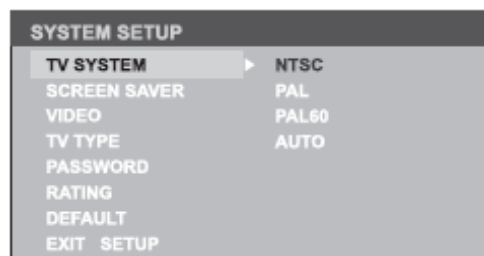 SYSTEM SETUP
TV SYSTEM NTSC
SCREEN SAVER PAL
VIDEO PAL60
TV TYPE AUTO
PASSWORD
RATING
DEFAULT
EXIT SETUP